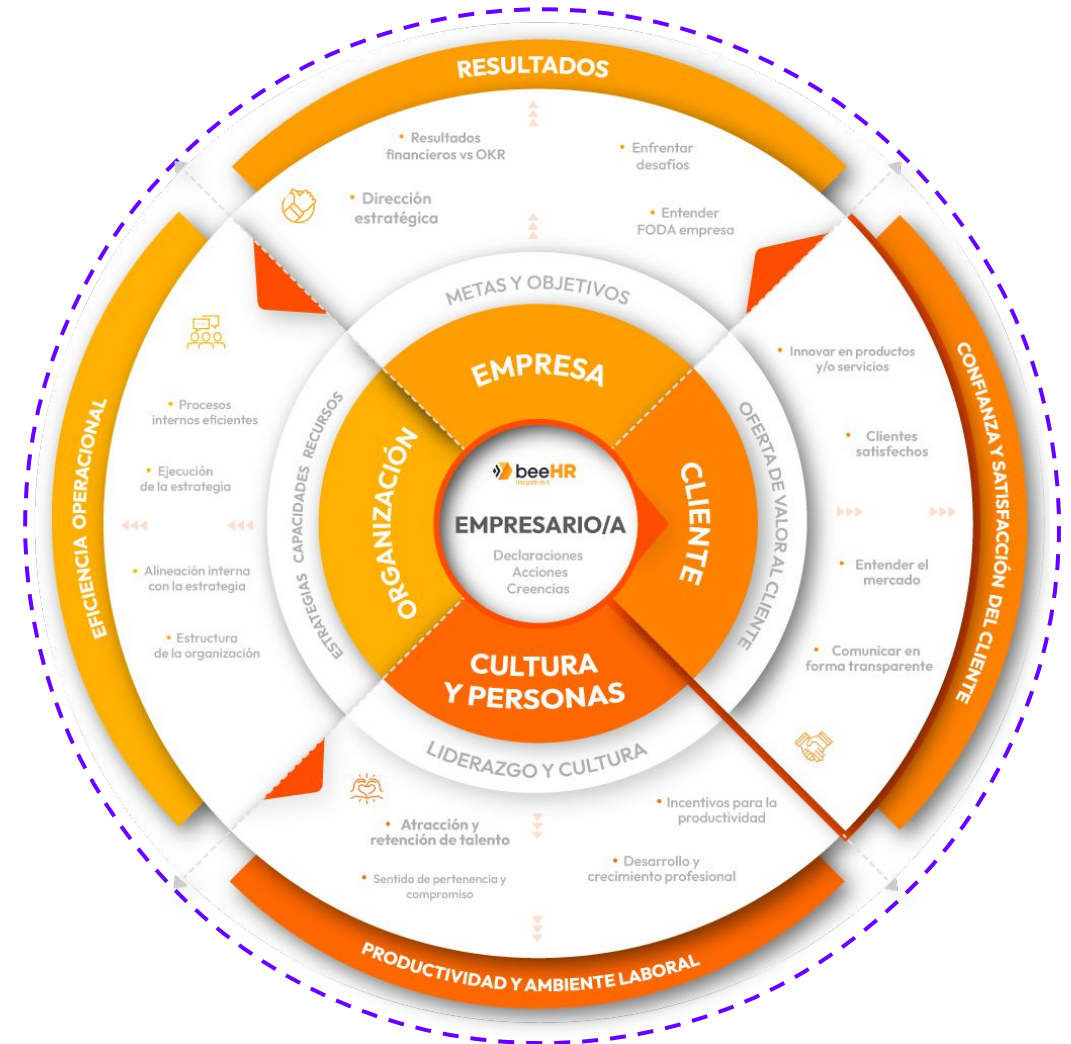 RESULTADOS
• Resultados
financieros vs OKR
• Enfrentar
desafíos
• Dirección
estratégica
• Entender
FODA empresa
METAS Y OBJETIVOS
EMPRESA
CONFIANZA Y SATISFACCIÓN DEL CLIENTE
• Innovar en productos
y/o servicios
• Clientes
satisfechos
• Entender el
mercado
• Comunicar en
forma transparente
OFERTA DE VALOR AL CLIENTE
CLIENTE
beeHR
EMPRESARIO/A
Declaraciones
Acciones
Creencias
EFICIENCIA OPERACIONAL
• Procesos
internos eficientes
• Ejecución
de la estrategia
• Alineación interna
con la estrategia
• Estructura
de la organización
ESTRATEGIAS CAPACIDADES RECURSOS
ORGANIZACIÓN
CULTURA
Y PERSONAS
LIDERAZGO Y CULTURA
• Atracción y
retención de talento
• Sentido de pertenencia y
compromiso
• Incentivos para la
productividad
• Desarrollo y
crecimiento profesional
PRODUCTIVIDAD Y AMBIENTE LABORAL